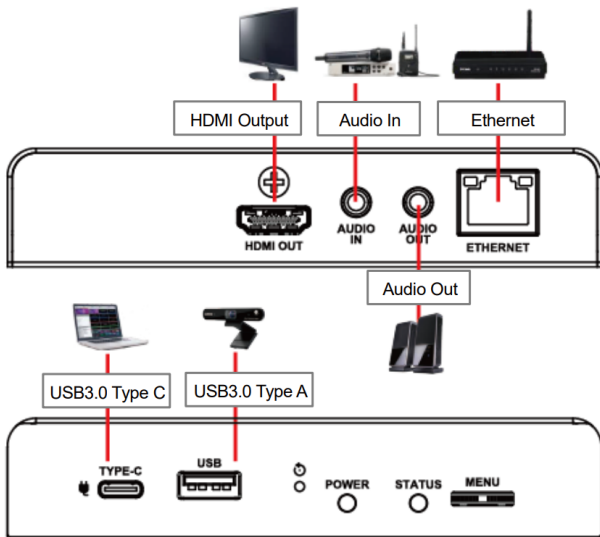 HDMI Output
Audio In
Ethernet
HDMI OUT
AUDIO
IN
AUDIO
OUT
ETHERNET
Audio Out
USB3.0 Type C
USB3.0 Type A
TYPE-C
USB
POWER
STATUS
MENU